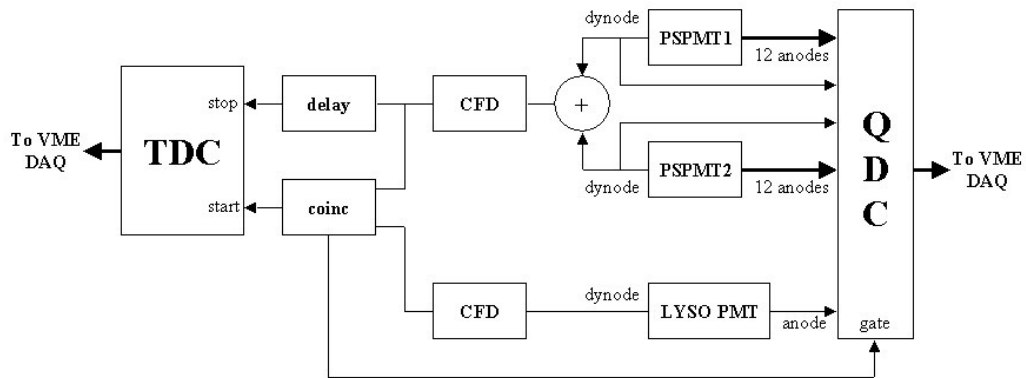 dynode
PSPMT1
12 anodes
stop
delay
CFD
+
To VME
DAQ
TDC
Q
D
C
To VME
DAQ
start
coinc
dynode
PSPMT2
12 anodes
CFD
dynode
LYSO PMT
anode
gate